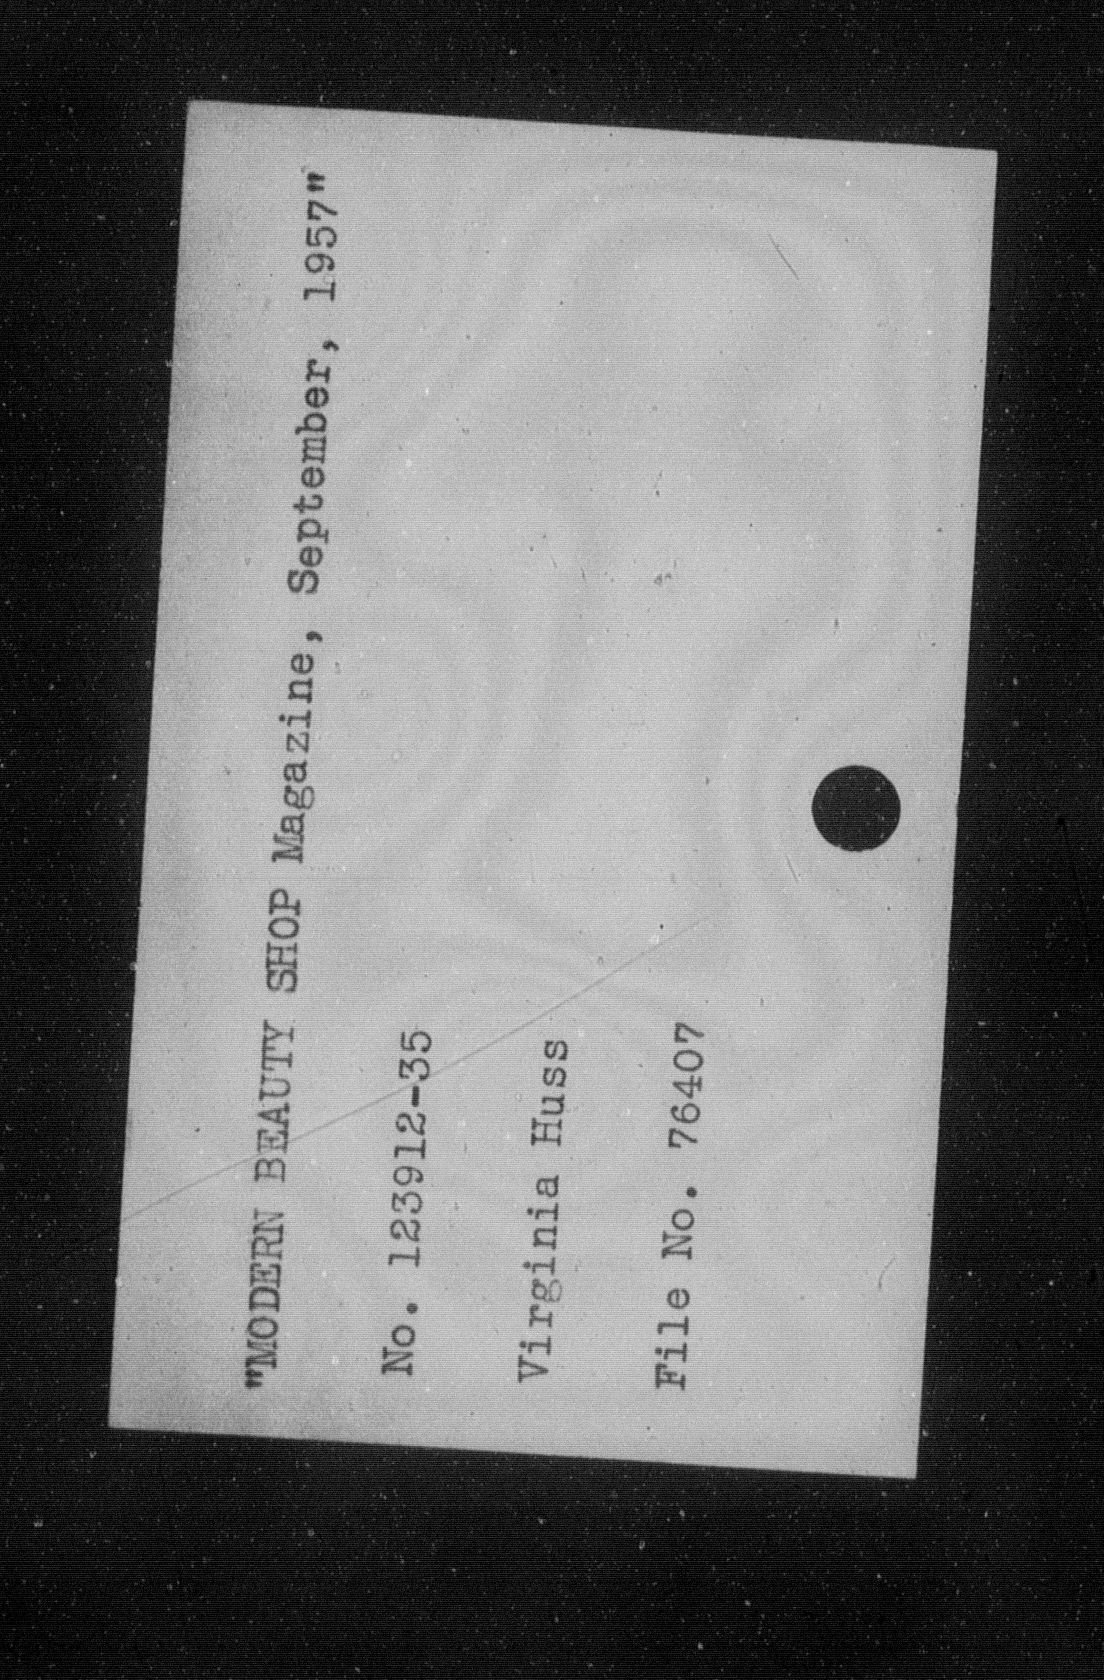 "MODERN BEAUTY SHOP Magazine, September, 1957"
No. 123912-35
Virginia Huss
File No. 76407